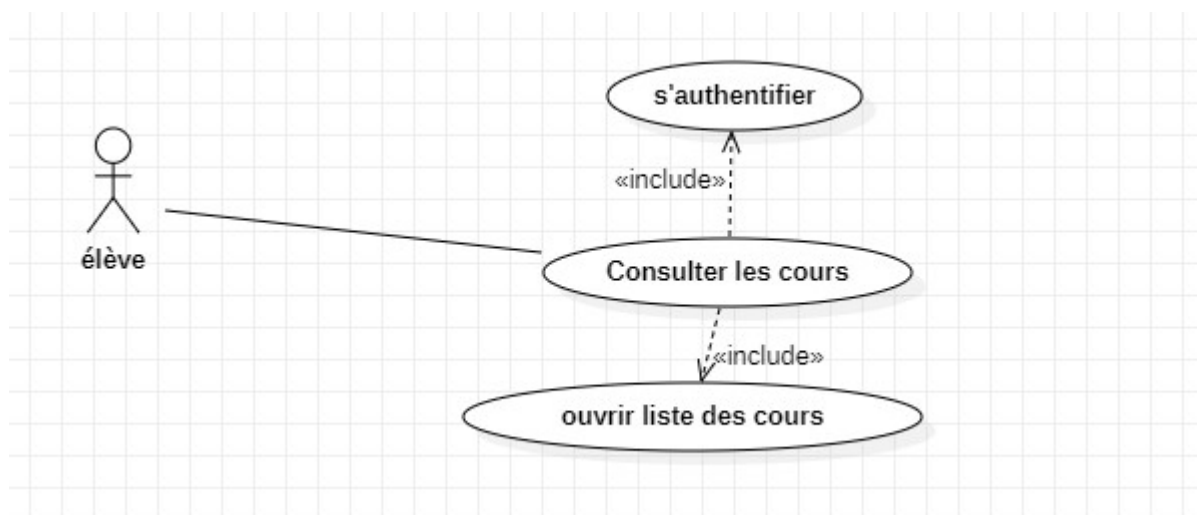 s'authentifier
«include»
élève
Consulter les cours
«include»
ouvrir liste des cours